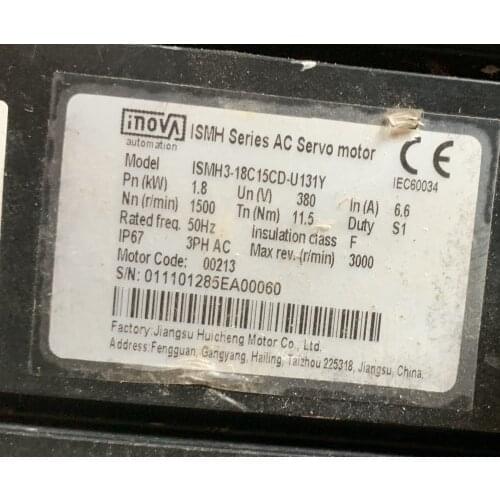 inovA
automation
ISMH Series AC Servo motor
CE
IEC60034
Model ISMH3-18C15CD-U131Y
Pn (kW) 1.8 Un (V) 380 In (A) 6.6
Nn (r/min) 1500 Tn (Nm) 11.5 Duty S1
Rated freq. 50Hz Insulation class F
IP67 3PH AC Max rev. (r/min) 3000
Motor Code: 00213
S/N: 011101285EA00060
Factory:Jiangsu Huicheng Motor Co., Ltd.
Address:Fengguan, Gangyang, Hailing, Taizhou 225318, Jiangsu, China.